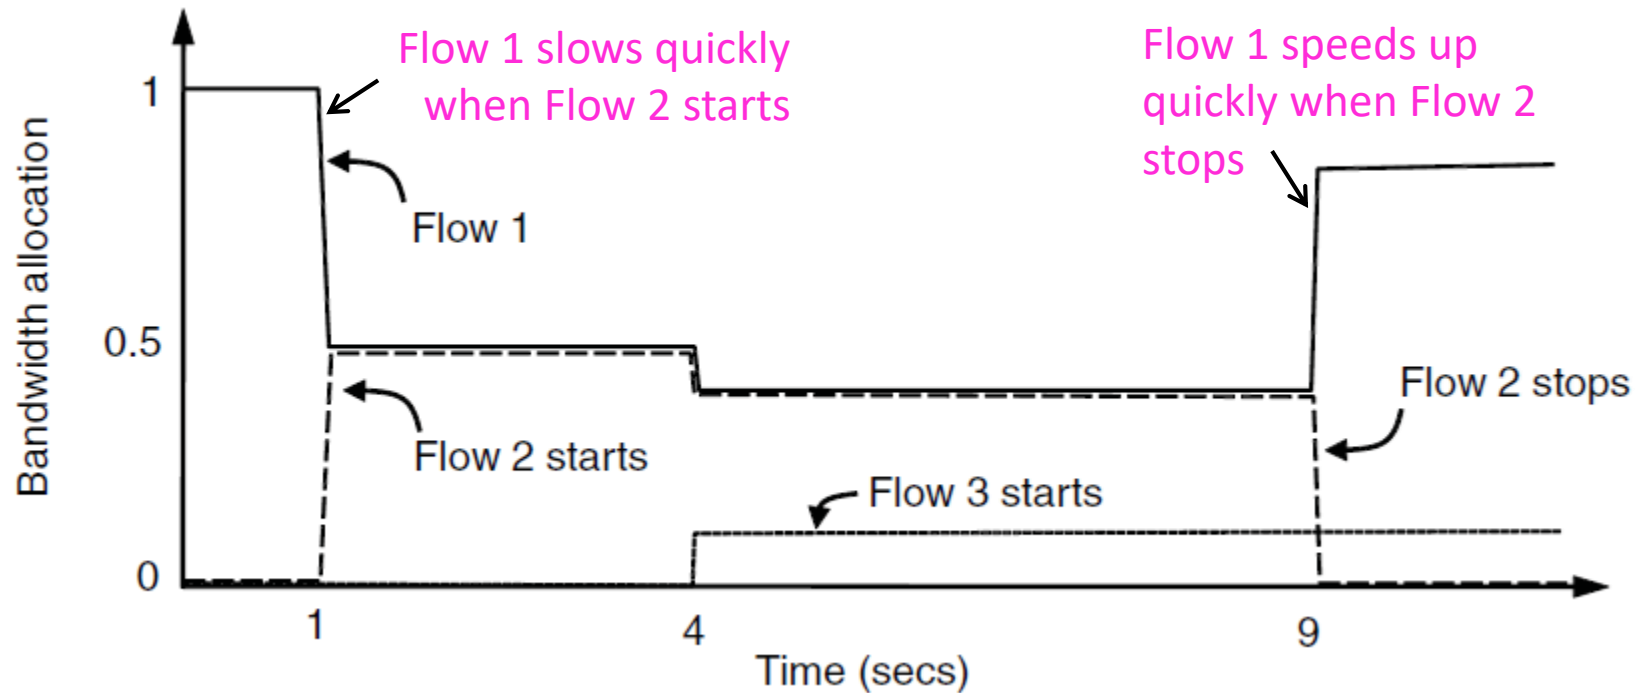 Flow 1 slows quickly
when Flow 2 starts
Flow 1 speeds up
quickly when Flow 2
stops
1
Bandwidth allocation
Flow 1
0.5
Flow 2 stops
Flow 2 starts
Flow 3 starts
0
1
4
9
Time (secs)